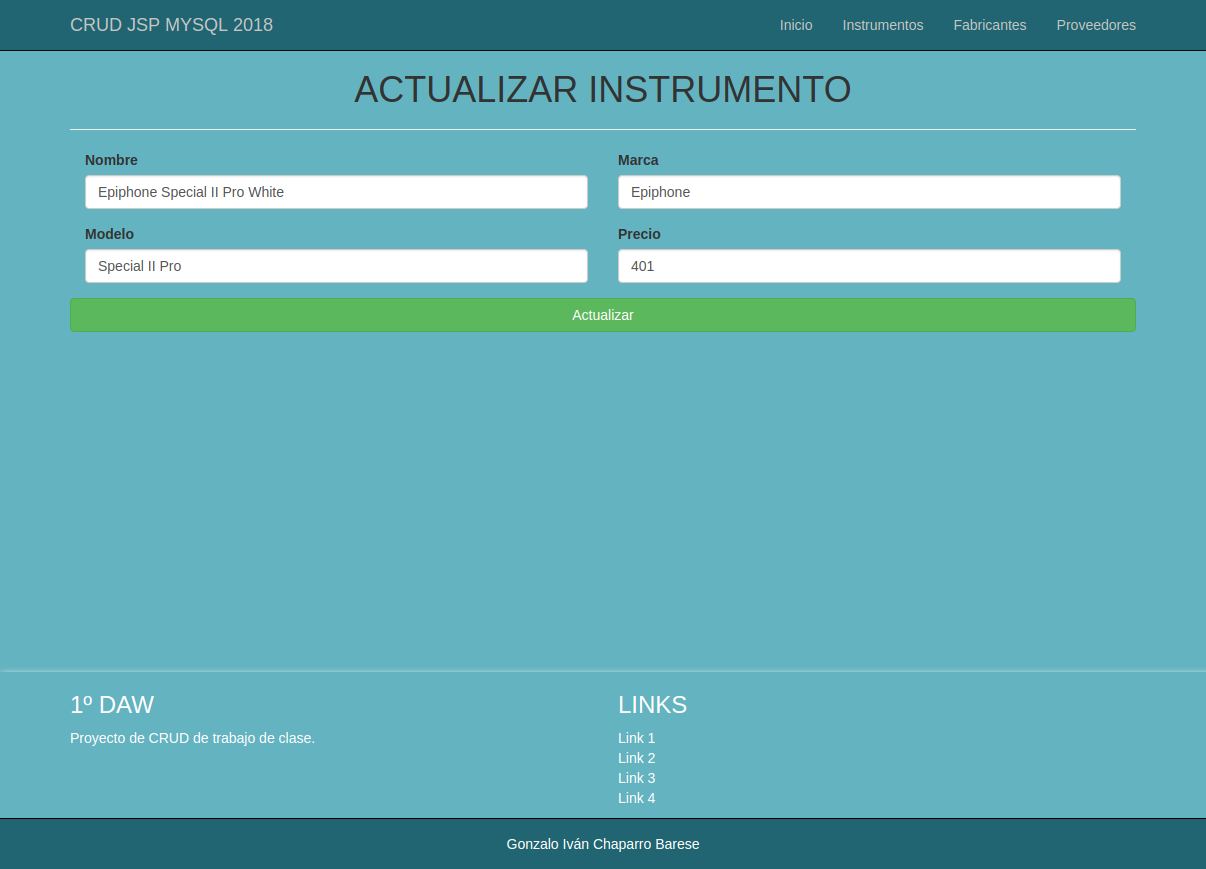 CRUD JSP MYSQL 2018
Inicio Instrumentos Fabricantes Proveedores
ACTUALIZAR INSTRUMENTO
Nombre
Epiphone Special II Pro White
Marca
Epiphone
Modelo
Special II Pro
Precio
401
Actualizar
1º DAW
Proyecto de CRUD de trabajo de clase.
LINKS
Link 1
Link 2
Link 3
Link 4
Gonzalo Iván Chaparro Barese